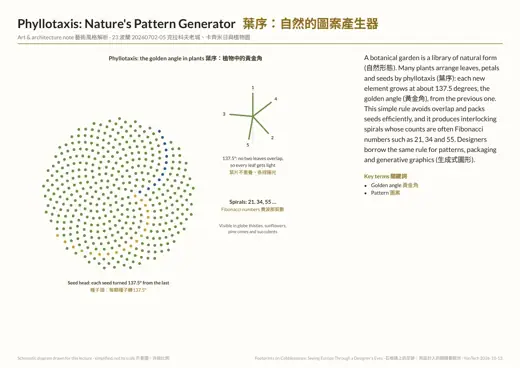 Phyllotaxis: Nature's Pattern Generator 葉序：自然的圖案產生器
Art & architecture note 藝術風格解析 · 23 波蘭 20260702-05 克拉科夫老城、卡齊米日與植物園
Phyllotaxis: the golden angle in plants 葉序：植物中的黃金角
1
4
3
2
5
137.5°: no two leaves overlap,
so every leaf gets light
葉片不重疊，各得陽光
Spirals: 21, 34, 55 ...
Fibonacci numbers 費波那契數
Visible in globe thistles, sunflowers,
pine cones and succulents
Seed head: each seed turned 137.5° from the last
種子頭：每顆種子轉 137.5°
A botanical garden is a library of natural form
(自然形態). Many plants arrange leaves, petals
and seeds by phyllotaxis (葉序): each new
element grows at about 137.5 degrees, the
golden angle (黃金角), from the previous one.
This simple rule avoids overlap and packs
seeds efficiently, and it produces interlocking
spirals whose counts are often Fibonacci
numbers such as 21, 34 and 55. Designers
borrow the same rule for patterns, packaging
and generative graphics (生成式圖形).
Key terms 關鍵詞
Golden angle 黃金角
Pattern 圖案
Schematic diagram drawn for this lecture